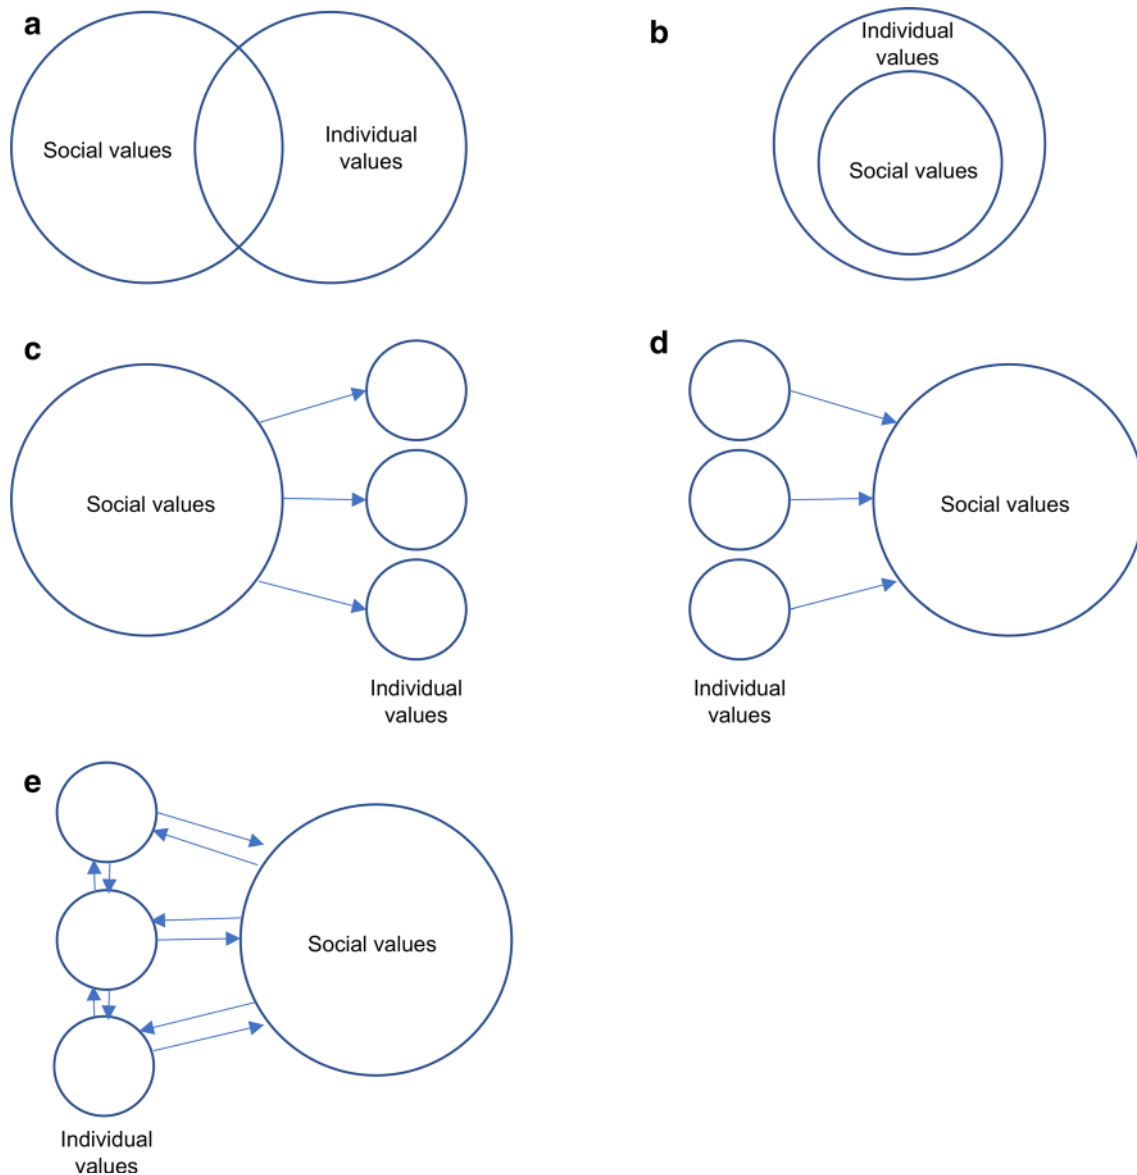 a
Social values
Individual
values
b
Individual
values
Social values
c
Social values
Individual
values
d
Social values
Individual
values
e
Social values
Individual
values